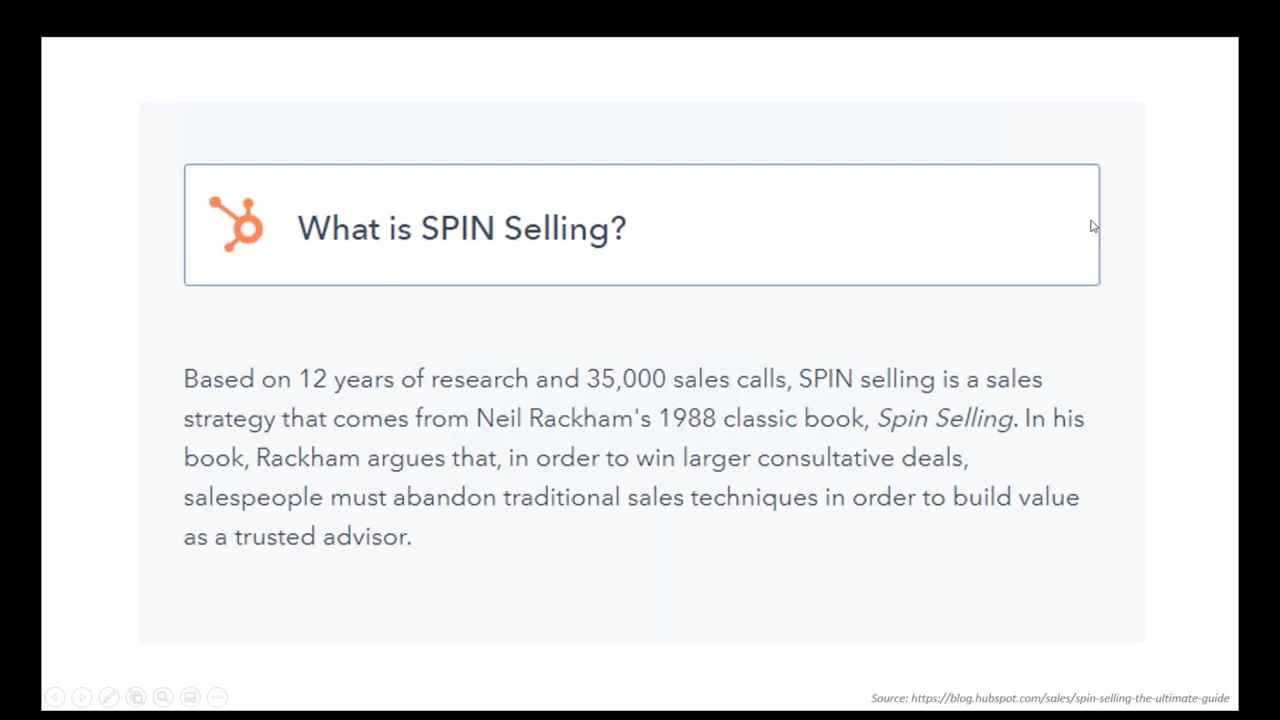 What is SPIN Selling?
Based on 12 years of research and 35,000 sales calls, SPIN selling is a sales
strategy that comes from Neil Rackham's 1988 classic book, Spin Selling. In his
book, Rackham argues that, in order to win larger consultative deals,
salespeople must abandon traditional sales techniques in order to build value
as a trusted advisor.
Source: https://blog.hubspot.com/sales/spin-selling-the-ultimate-guide